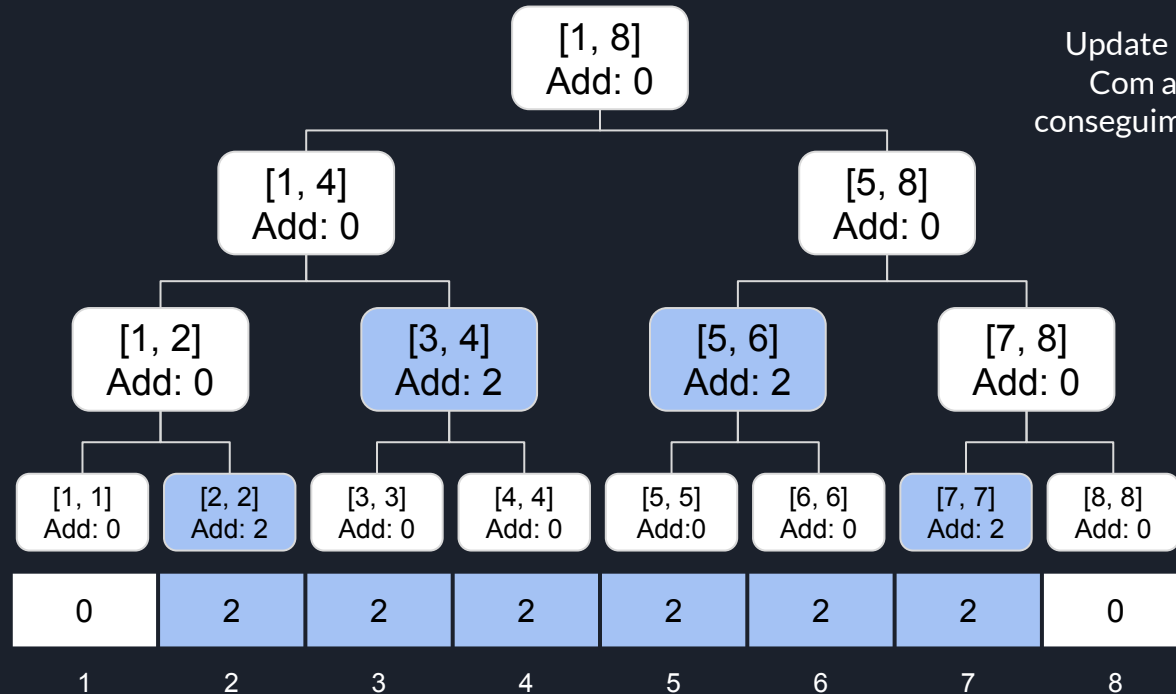 [1, 8]
Add: 0
Update
Com a
[1, 4]
Add: 0
[5, 8]
Add: 0
[1, 2]
Add: 0
[3, 4]
Add: 2
[5, 6]
Add: 2
[7, 8]
Add: 0
[1, 1]
Add: 0
[2, 2]
Add: 2
[3, 3]
Add: 0
[4, 4]
Add: 0
[5, 5]
Add:0
[6, 6]
Add: 0
[7, 7]
Add: 2
[8, 8]
Add: 0
0 2 2 2 2 2 2 0
1 2 3 4 5 6 7 8